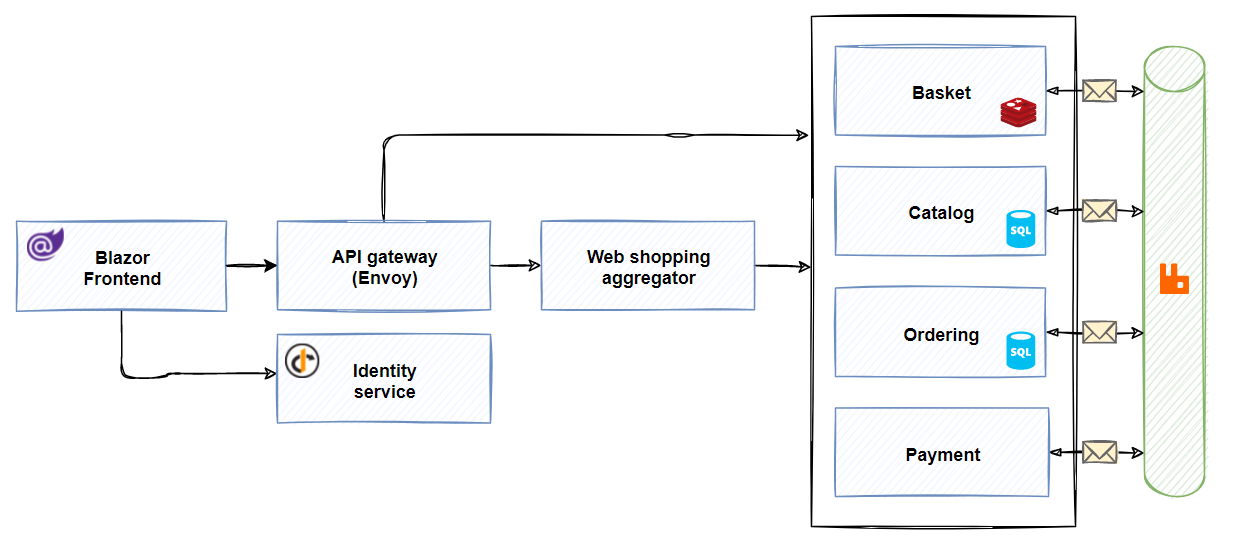 Basket
Catalog
SQL
Blazor
Frontend
API gateway
(Envoy)
Web shopping
aggregator
Ordering
SQL
Identity
service
Payment